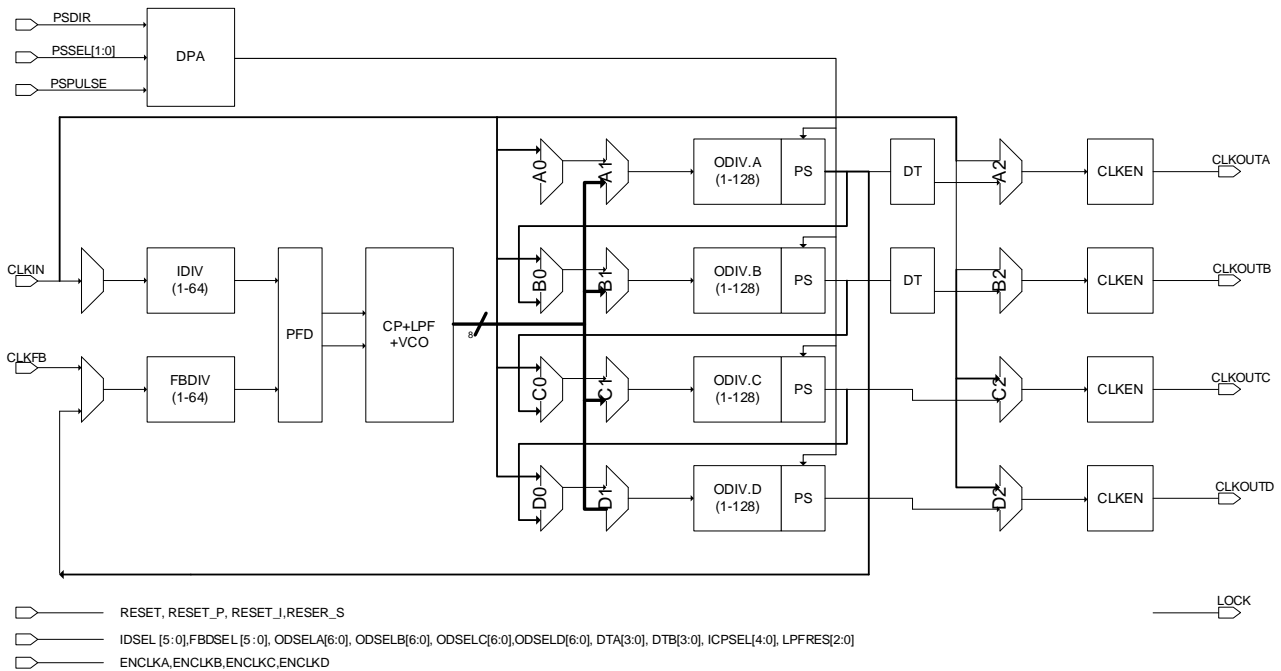 PSDIR
PSSEL[1:0]
PSPULSE
DPA
A0
A1
ODIV.A
(1-128)
PS
DT
A2
CLKEN
CLKOUTA
CLKIN
IDIV
(1-64)
B0
B1
ODIV.B
(1-128)
PS
DT
B2
CLKEN
CLKOUTB
PFD
CP+LPF
+VCO
8
CLKFB
FBDIV
(1-64)
C0
C1
ODIV.C
(1-128)
PS
C2
CLKEN
CLKOUTC
D0
D1
ODIV.D
(1-128)
PS
D2
CLKEN
CLKOUTD
LOCK
RESET, RESET_P, RESET_I,RESER_S
IDSEL [5:0],FBDSEL [5:0], ODSELA[6:0], ODSELB[6:0], ODSELC[6:0],ODSELD[6:0], DTA[3:0], DTB[3:0], ICPSEL[4:0], LPFRES[2:0]
ENCLKA,ENCLKB,ENCLKC,ENCLKD